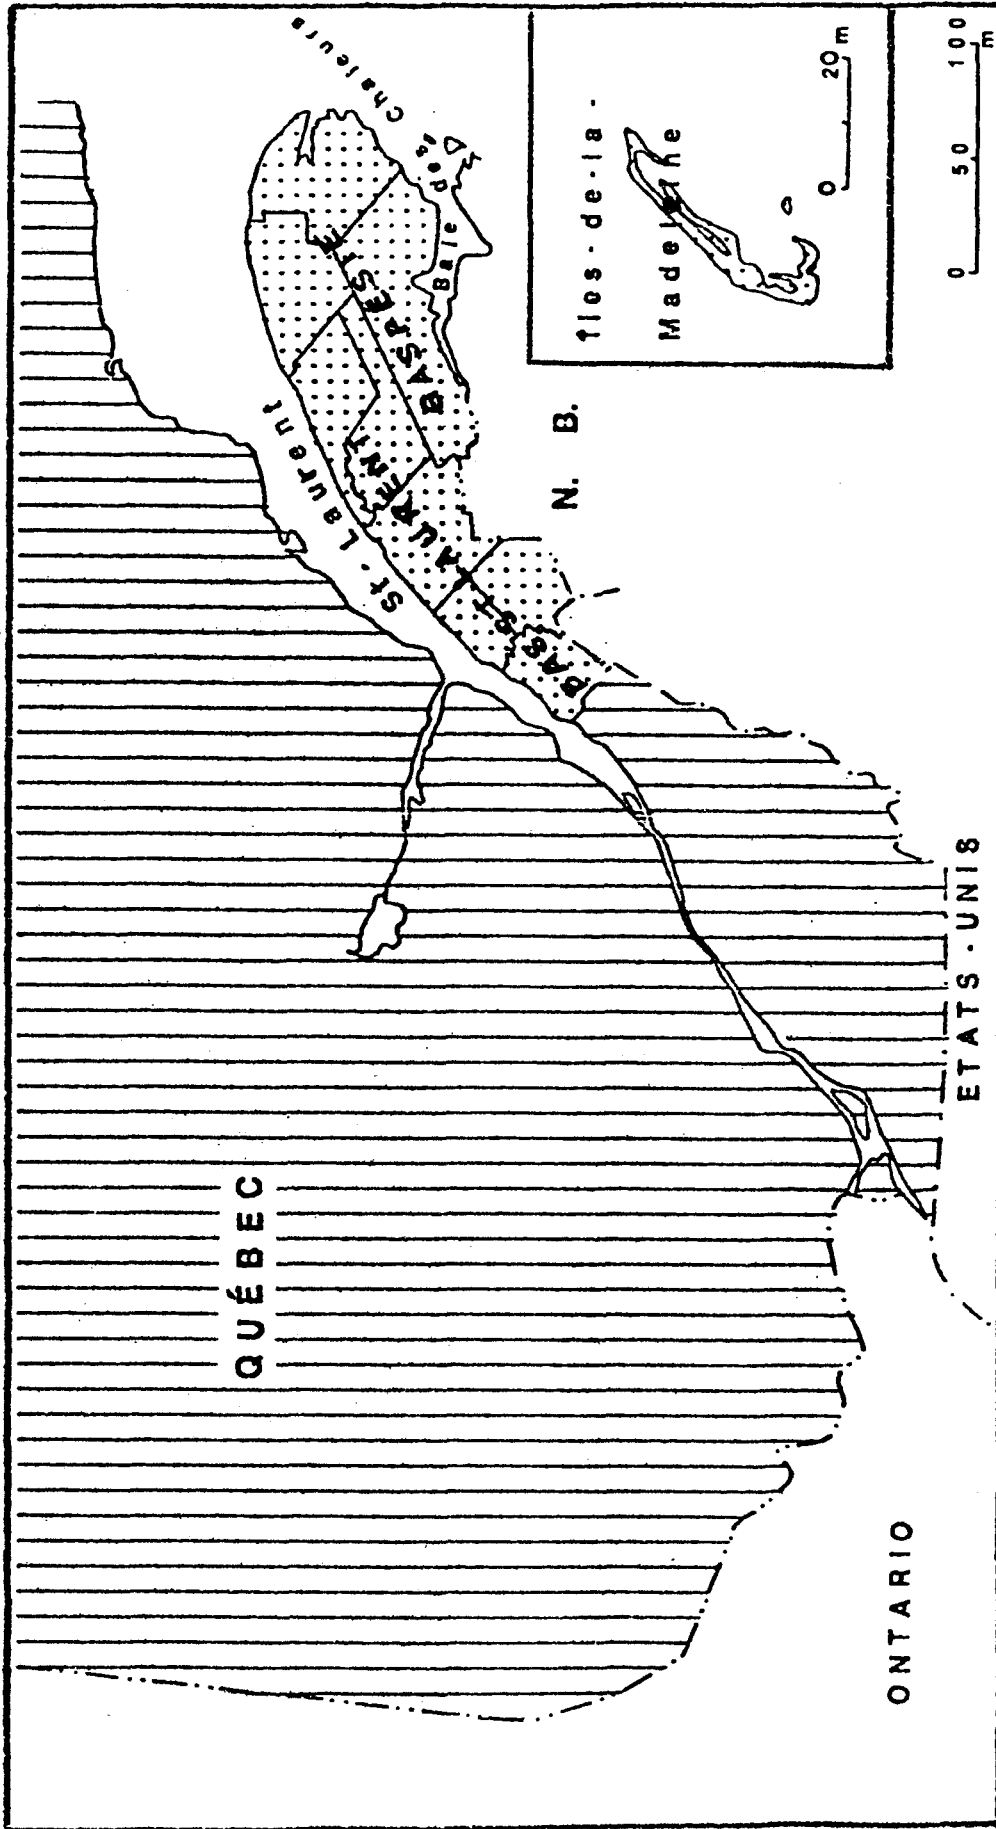 QUÉBEC
ONTARIO
ETATS-UNIS
N. B.
St-Laurent
BAS ST-LAURENT
GASPÉSIE
Baie des Chaleurs
Îles-de-la-
Madeleine
0 20 m
0 50 100
m